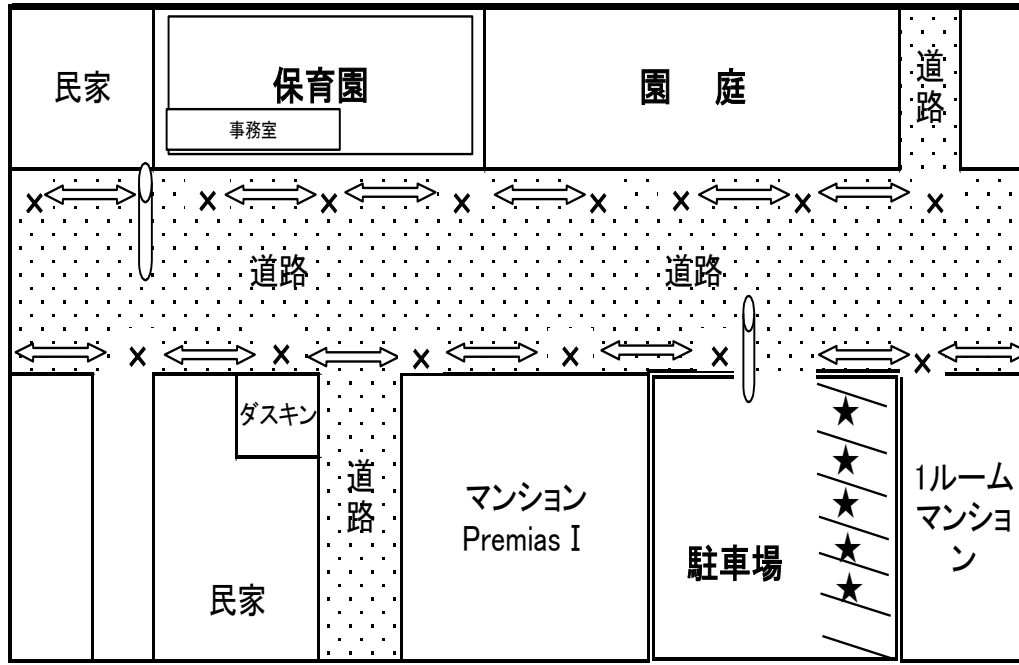 民家
保育園
事務室
園 庭
道
路
道路
道路
ダスキン
道
路
民家
マンション
Premias Ⅰ
駐車場
1ルーム
マンショ
ン